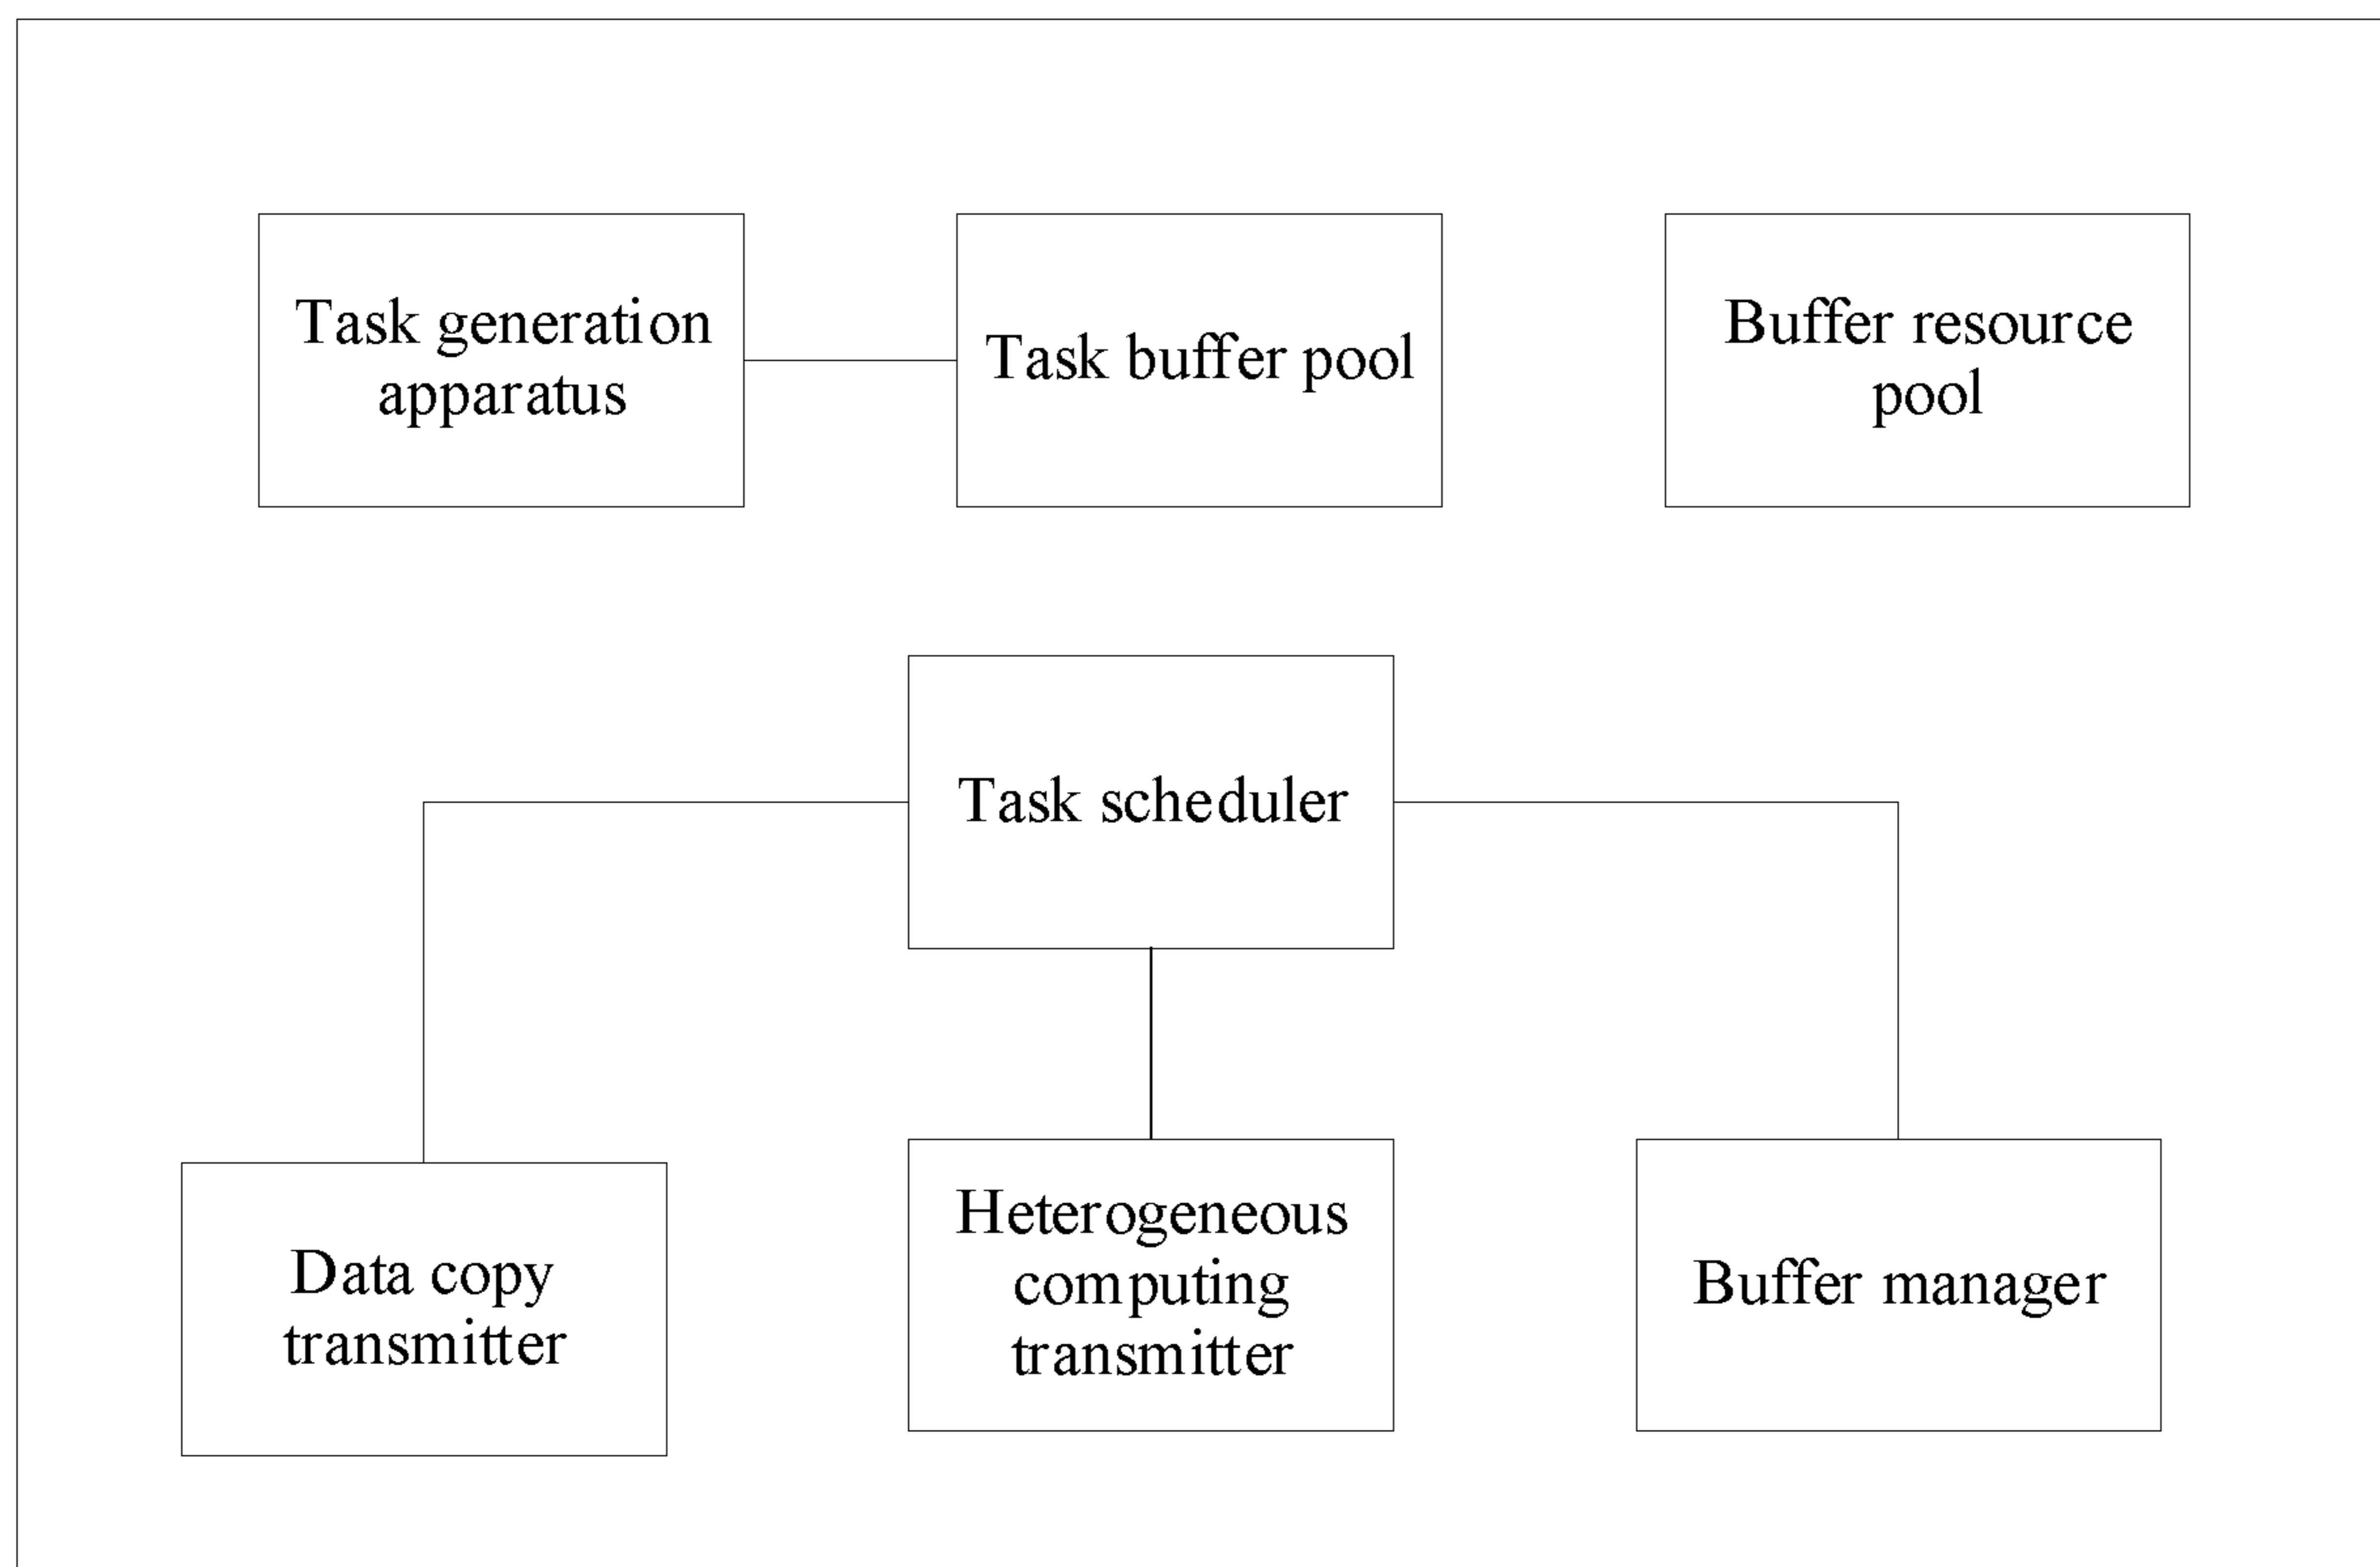 Task generation
apparatus
Task buffer pool
Buffer resource
pool
Task scheduler
Data copy
transmitter
Heterogeneous
computing
transmitter
Buffer manager